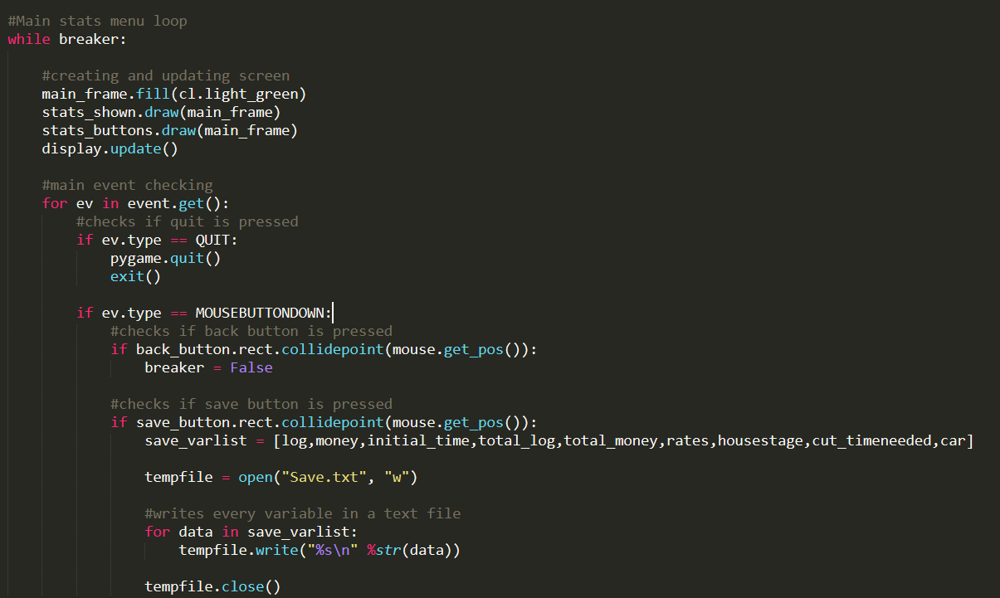 #Main stats menu loop
while breaker:
#creating and updating screen
main_frame.fill(cl.light_green)
stats_shown.draw(main_frame)
stats_buttons.draw(main_frame)
display.update()
#main event checking
for ev in event.get():
#checks if quit is pressed
if ev.type == QUIT:
pygame.quit()
exit()
if ev.type == MOUSEBUTTONDOWN:
#checks if back button is pressed
if back_button.rect.collidepoint(mouse.get_pos()):
breaker = False
#checks if save button is pressed
if save_button.rect.collidepoint(mouse.get_pos()):
save_varlist = [log,money,initial_time,total_log,total_money,rates,housestage,cut_timeneeded,car]
tempfile = open("Save.txt", "w")
#writes every variable in a text file
for data in save_varlist:
tempfile.write("%s\n" %str(data))
tempfile.close()